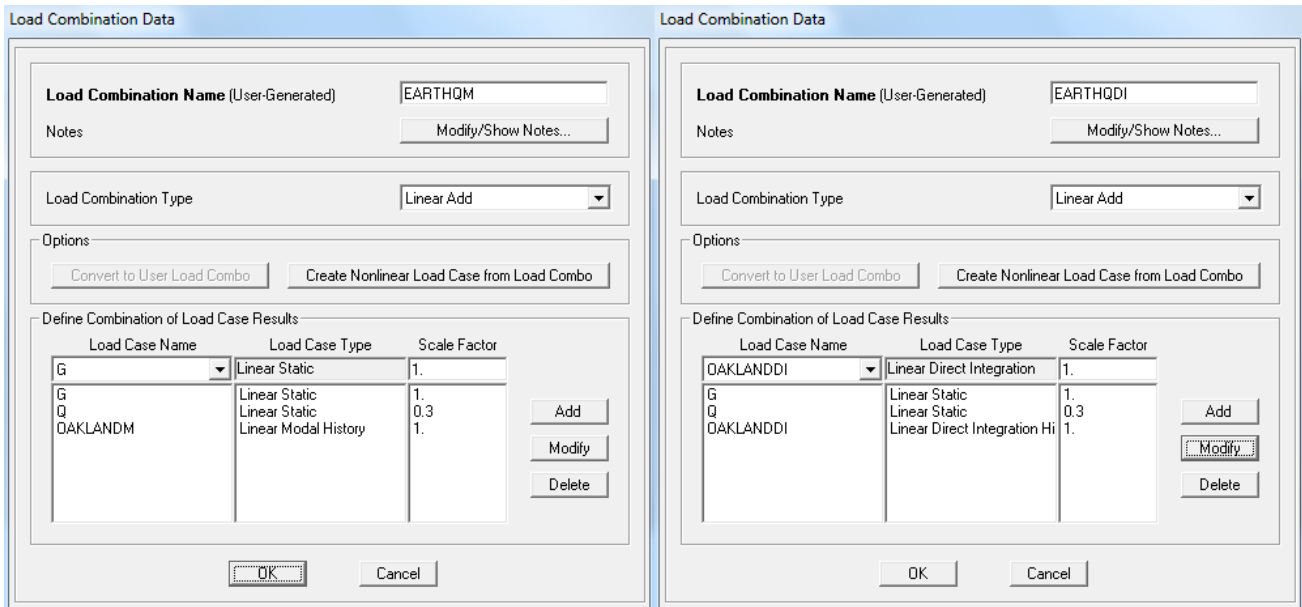 Load Combination Data
Load Combination Name (User-Generated) EARTHQM
Notes Modify/Show Notes...
Load Combination Type Linear Add
Options
Convert to User Load Combo Create Nonlinear Load Case from Load Combo
Define Combination of Load Case Results
Load Case Name Load Case Type Scale Factor
G Linear Static 1.
G Linear Static 1.
Q Linear Static 0.3
OAKLANDM Linear Modal History 1.
Add
Modify
Delete
OK Cancel
Load Combination Data
Load Combination Name (User-Generated) EARTHQDI
Notes Modify/Show Notes...
Load Combination Type Linear Add
Options
Convert to User Load Combo Create Nonlinear Load Case from Load Combo
Define Combination of Load Case Results
Load Case Name Load Case Type Scale Factor
OAKLANDDI Linear Direct Integration 1.
G Linear Static 1.
Q Linear Static 0.3
OAKLANDDI Linear Direct Integration Hi 1.
Add
Modify
Delete
OK Cancel